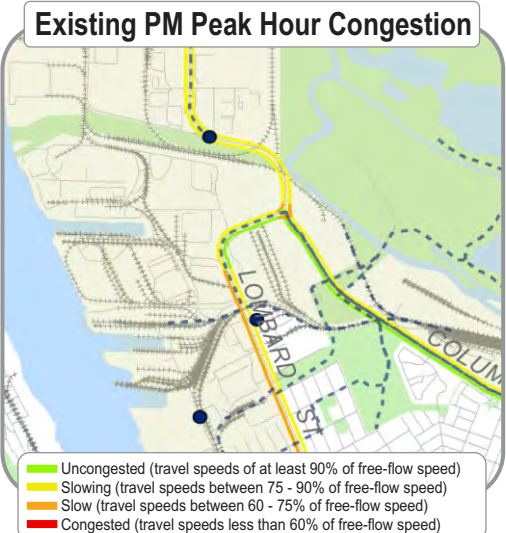 Existing PM Peak Hour Congestion
LOMBARD ST
COLUM
Uncongested (travel speeds of at least 90% of free-flow speed)
Slowing (travel speeds between 75 - 90% of free-flow speed)
Slow (travel speeds between 60 - 75% of free-flow speed)
Congested (travel speeds less than 60% of free-flow speed)